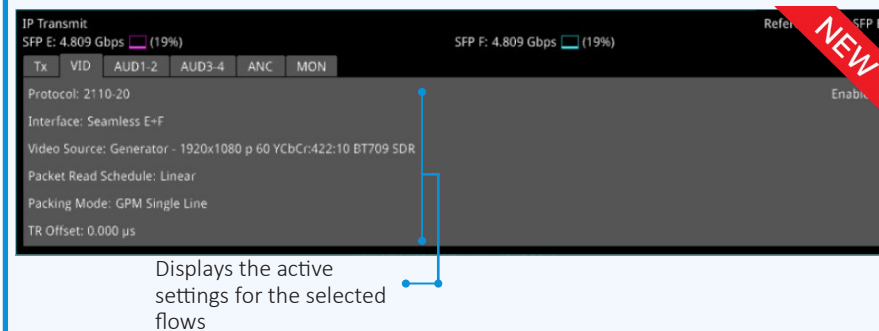 IP Transmit
SFP E: 4.809 Gbps (19%)
SFP F: 4.809 Gbps (19%)
SFP
NEW
Tx VID AUD1-2 AUD3-4 ANC MON
Protocol: 2110-20
Interface: Seamless E+F
Video Source: Generator - 1920x1080 p 60 YCbCr:422:10 BT709 SDR
Packet Read Schedule: Linear
Packing Mode: GPM Single Line
TR Offset: 0.000 µs
Displays the active
settings for the selected
flows